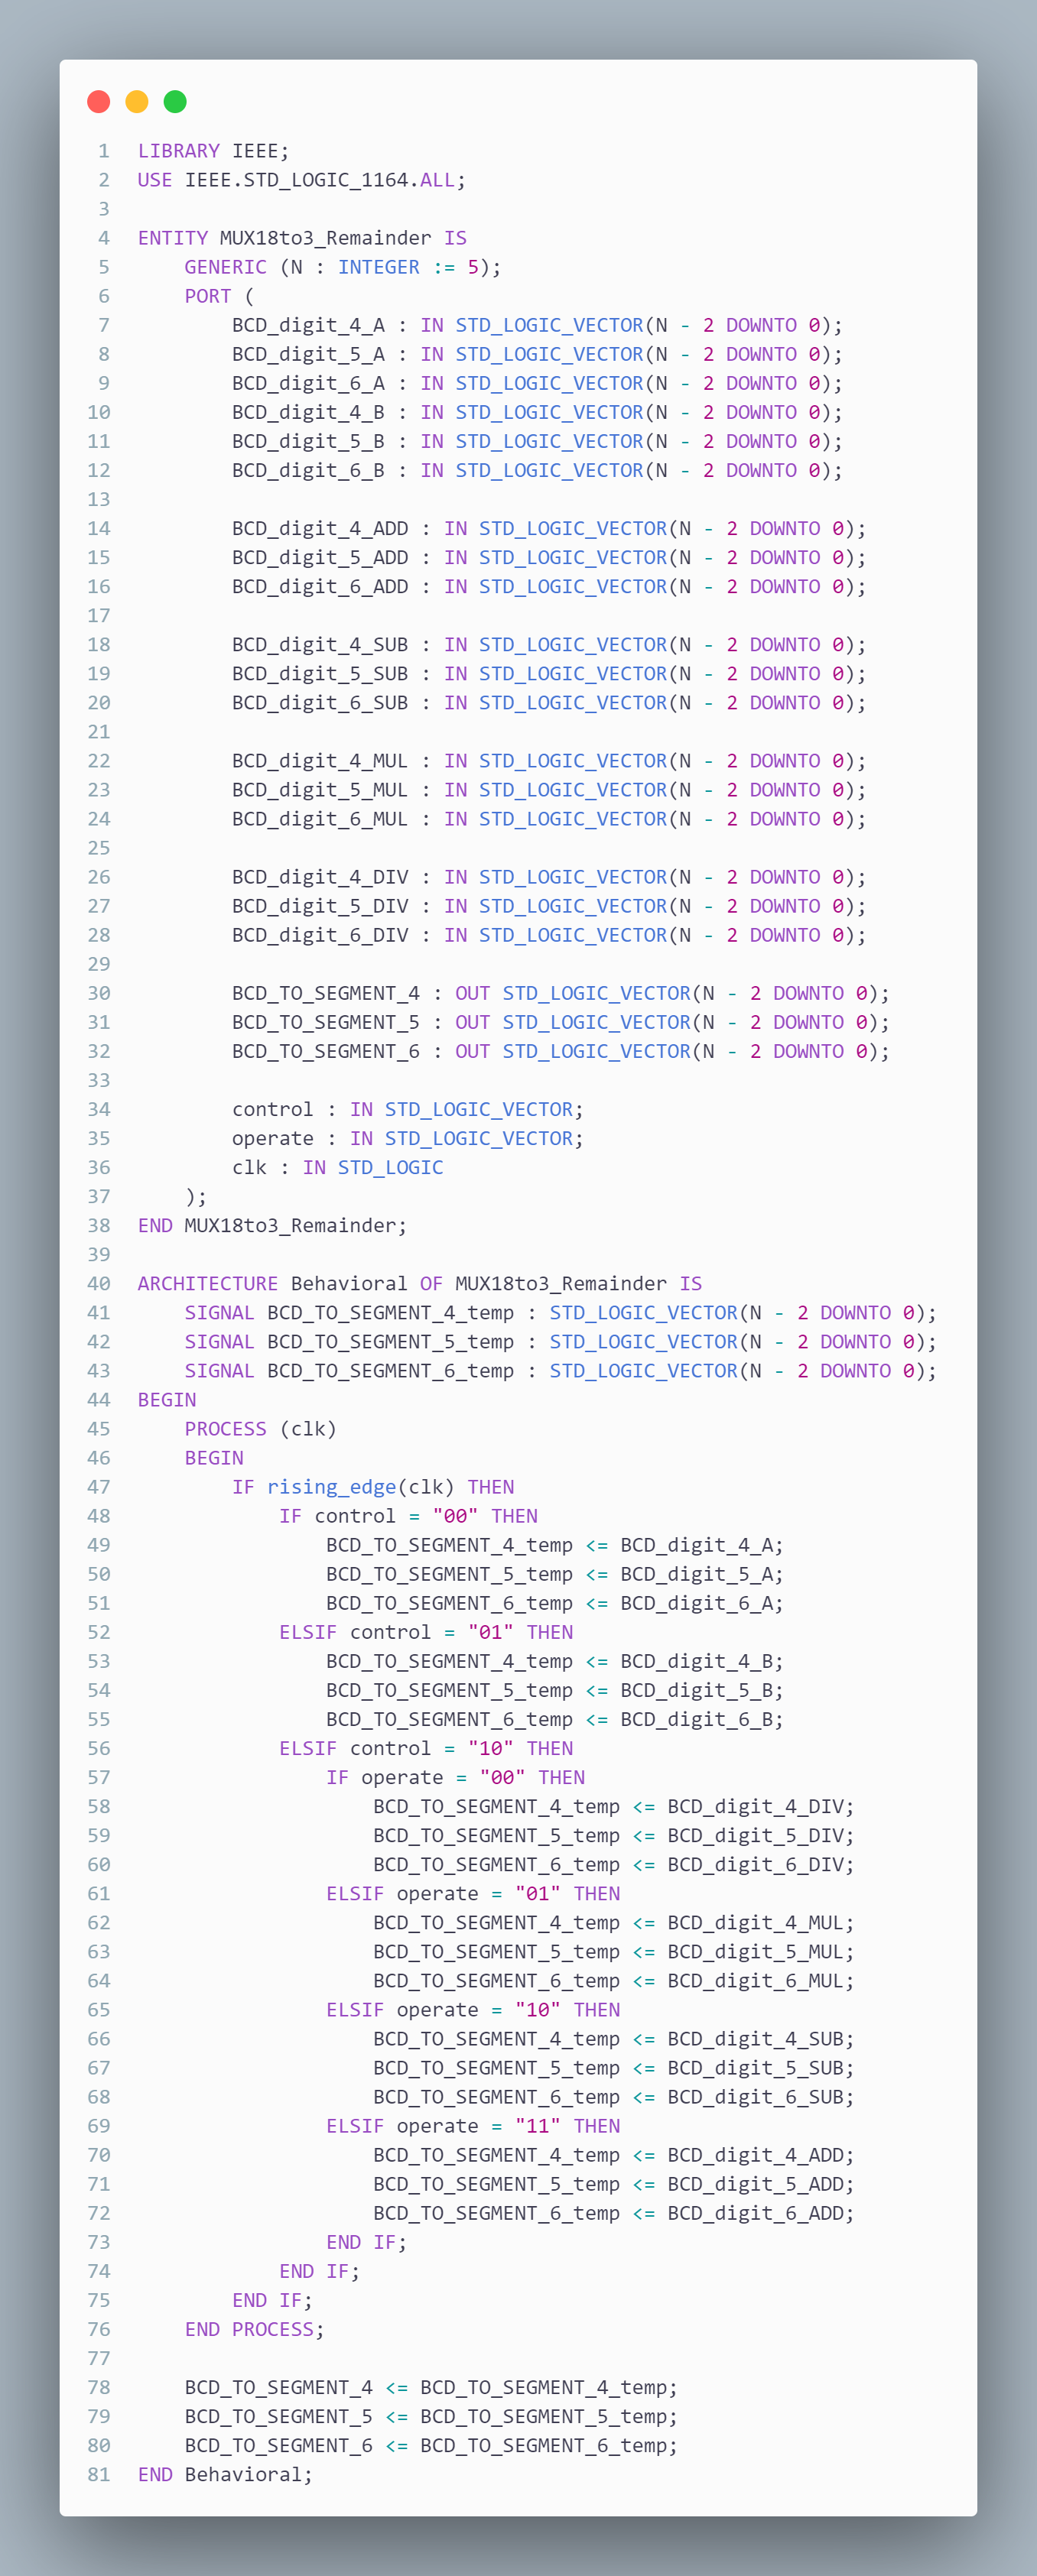 1 LIBRARY IEEE;
2 USE IEEE.STD_LOGIC_1164.ALL;
3
4 ENTITY MUX18to3_Remainder IS
5     GENERIC (N : INTEGER := 5);
6     PORT (
7         BCD_digit_4_A : IN STD_LOGIC_VECTOR(N - 2 DOWNTO 0);
8         BCD_digit_5_A : IN STD_LOGIC_VECTOR(N - 2 DOWNTO 0);
9         BCD_digit_6_A : IN STD_LOGIC_VECTOR(N - 2 DOWNTO 0);
10         BCD_digit_4_B : IN STD_LOGIC_VECTOR(N - 2 DOWNTO 0);
11         BCD_digit_5_B : IN STD_LOGIC_VECTOR(N - 2 DOWNTO 0);
12         BCD_digit_6_B : IN STD_LOGIC_VECTOR(N - 2 DOWNTO 0);
13
14         BCD_digit_4_ADD : IN STD_LOGIC_VECTOR(N - 2 DOWNTO 0);
15         BCD_digit_5_ADD : IN STD_LOGIC_VECTOR(N - 2 DOWNTO 0);
16         BCD_digit_6_ADD : IN STD_LOGIC_VECTOR(N - 2 DOWNTO 0);
17
18         BCD_digit_4_SUB : IN STD_LOGIC_VECTOR(N - 2 DOWNTO 0);
19         BCD_digit_5_SUB : IN STD_LOGIC_VECTOR(N - 2 DOWNTO 0);
20         BCD_digit_6_SUB : IN STD_LOGIC_VECTOR(N - 2 DOWNTO 0);
21
22         BCD_digit_4_MUL : IN STD_LOGIC_VECTOR(N - 2 DOWNTO 0);
23         BCD_digit_5_MUL : IN STD_LOGIC_VECTOR(N - 2 DOWNTO 0);
24         BCD_digit_6_MUL : IN STD_LOGIC_VECTOR(N - 2 DOWNTO 0);
25
26         BCD_digit_4_DIV : IN STD_LOGIC_VECTOR(N - 2 DOWNTO 0);
27         BCD_digit_5_DIV : IN STD_LOGIC_VECTOR(N - 2 DOWNTO 0);
28         BCD_digit_6_DIV : IN STD_LOGIC_VECTOR(N - 2 DOWNTO 0);
29
30         BCD_TO_SEGMENT_4 : OUT STD_LOGIC_VECTOR(N - 2 DOWNTO 0);
31         BCD_TO_SEGMENT_5 : OUT STD_LOGIC_VECTOR(N - 2 DOWNTO 0);
32         BCD_TO_SEGMENT_6 : OUT STD_LOGIC_VECTOR(N - 2 DOWNTO 0);
33
34         control : IN STD_LOGIC_VECTOR;
35         operate : IN STD_LOGIC_VECTOR;
36         clk : IN STD_LOGIC
37     );
38 END MUX18to3_Remainder;
39
40 ARCHITECTURE Behavioral OF MUX18to3_Remainder IS
41     SIGNAL BCD_TO_SEGMENT_4_temp : STD_LOGIC_VECTOR(N - 2 DOWNTO 0);
42     SIGNAL BCD_TO_SEGMENT_5_temp : STD_LOGIC_VECTOR(N - 2 DOWNTO 0);
43     SIGNAL BCD_TO_SEGMENT_6_temp : STD_LOGIC_VECTOR(N - 2 DOWNTO 0);
44 BEGIN
45     PROCESS (clk)
46     BEGIN
47         IF rising_edge(clk) THEN
48             IF control = "00" THEN
49                 BCD_TO_SEGMENT_4_temp <= BCD_digit_4_A;
50                 BCD_TO_SEGMENT_5_temp <= BCD_digit_5_A;
51                 BCD_TO_SEGMENT_6_temp <= BCD_digit_6_A;
52             ELSIF control = "01" THEN
53                 BCD_TO_SEGMENT_4_temp <= BCD_digit_4_B;
54                 BCD_TO_SEGMENT_5_temp <= BCD_digit_5_B;
55                 BCD_TO_SEGMENT_6_temp <= BCD_digit_6_B;
56             ELSIF control = "10" THEN
57                 IF operate = "00" THEN
58                     BCD_TO_SEGMENT_4_temp <= BCD_digit_4_DIV;
59                     BCD_TO_SEGMENT_5_temp <= BCD_digit_5_DIV;
60                     BCD_TO_SEGMENT_6_temp <= BCD_digit_6_DIV;
61                 ELSIF operate = "01" THEN
62                     BCD_TO_SEGMENT_4_temp <= BCD_digit_4_MUL;
63                     BCD_TO_SEGMENT_5_temp <= BCD_digit_5_MUL;
64                     BCD_TO_SEGMENT_6_temp <= BCD_digit_6_MUL;
65                 ELSIF operate = "10" THEN
66                     BCD_TO_SEGMENT_4_temp <= BCD_digit_4_SUB;
67                     BCD_TO_SEGMENT_5_temp <= BCD_digit_5_SUB;
68                     BCD_TO_SEGMENT_6_temp <= BCD_digit_6_SUB;
69                 ELSIF operate = "11" THEN
70                     BCD_TO_SEGMENT_4_temp <= BCD_digit_4_ADD;
71                     BCD_TO_SEGMENT_5_temp <= BCD_digit_5_ADD;
72                     BCD_TO_SEGMENT_6_temp <= BCD_digit_6_ADD;
73                 END IF;
74             END IF;
75         END IF;
76     END PROCESS;
77
78     BCD_TO_SEGMENT_4 <= BCD_TO_SEGMENT_4_temp;
79     BCD_TO_SEGMENT_5 <= BCD_TO_SEGMENT_5_temp;
80     BCD_TO_SEGMENT_6 <= BCD_TO_SEGMENT_6_temp;
81 END Behavioral;